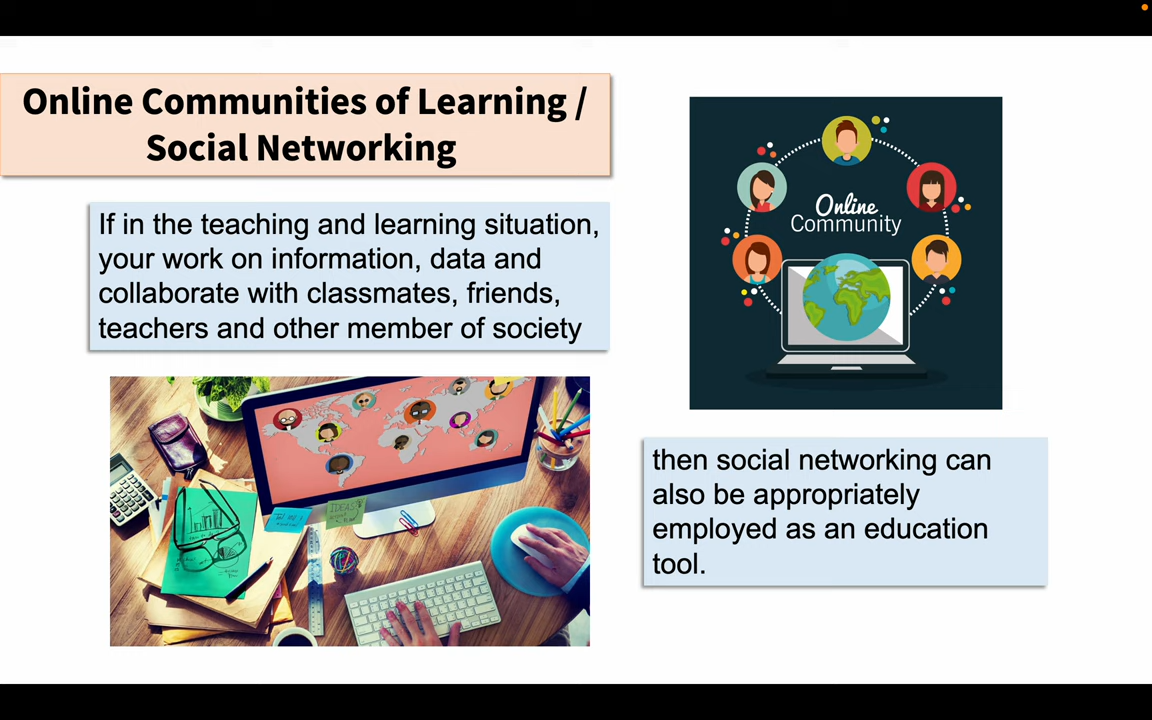 Online Communities of Learning /
Social Networking
If in the teaching and learning situation,
your work on information, data and
collaborate with classmates, friends,
teachers and other member of society
Online
Community
IDEAS
then social networking can
also be appropriately
employed as an education
tool.